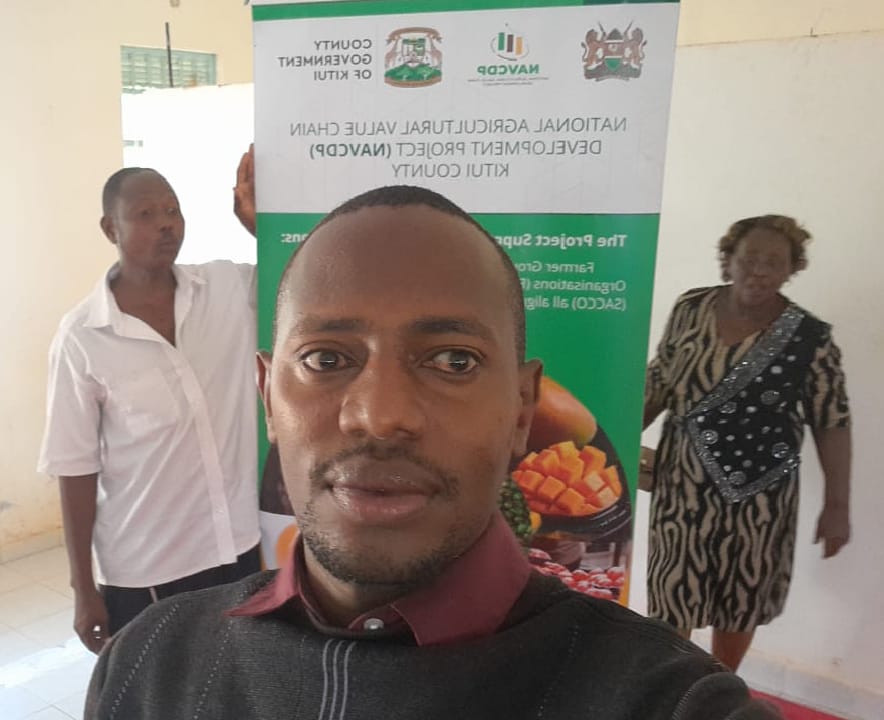 COUNTY
GOVERNMENT
OF KITUI
NAVCDP
NATIONAL AGRICULTURAL VALUE CHAIN
DEVELOPMENT PROJECT (NAVCDP)
KITUI COUNTY
The Project
Farmer
Organisations
(SACCO) all